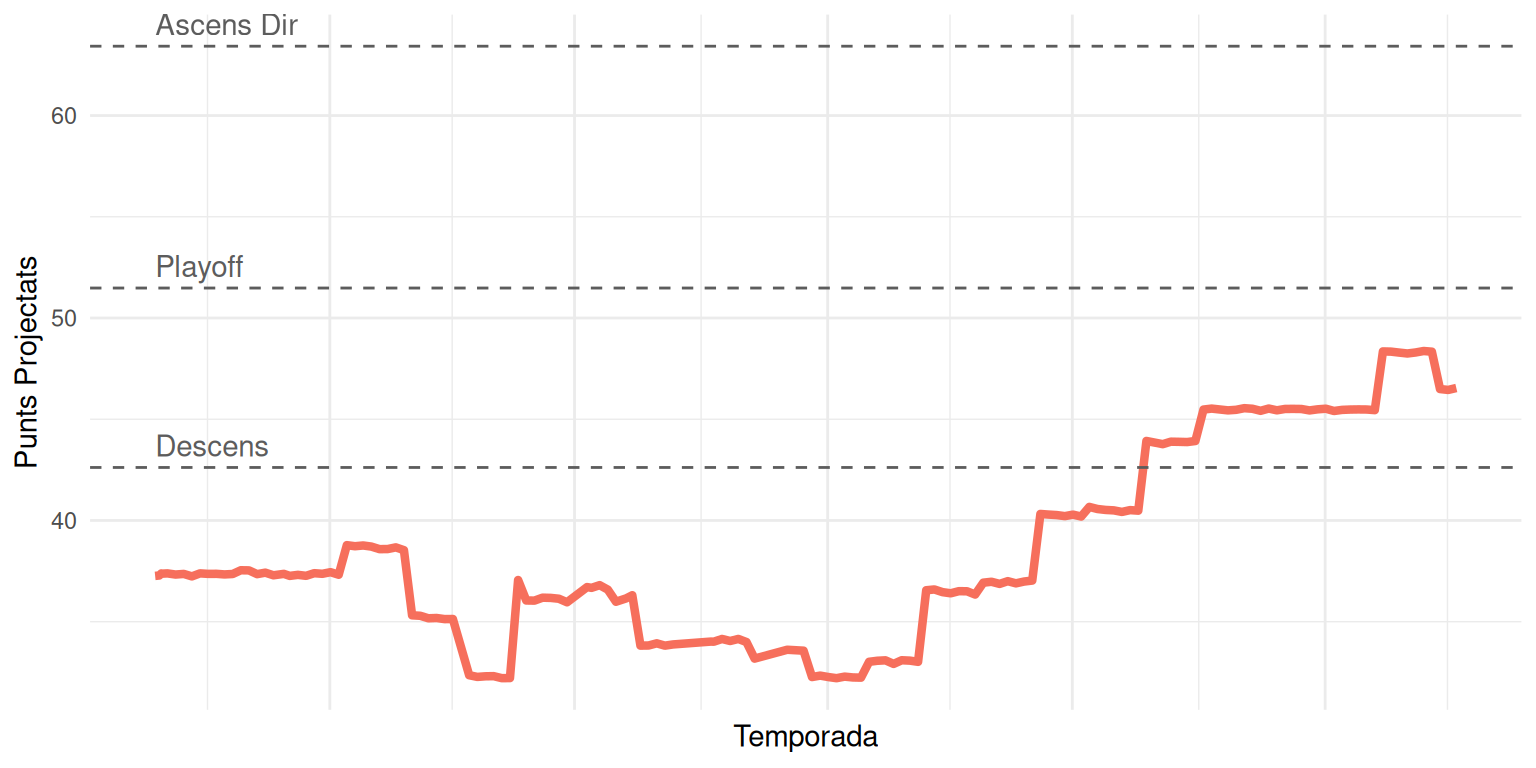 Ascens Dir
60
Playoff
50
Descens
40
Punts Projectats
Temporada